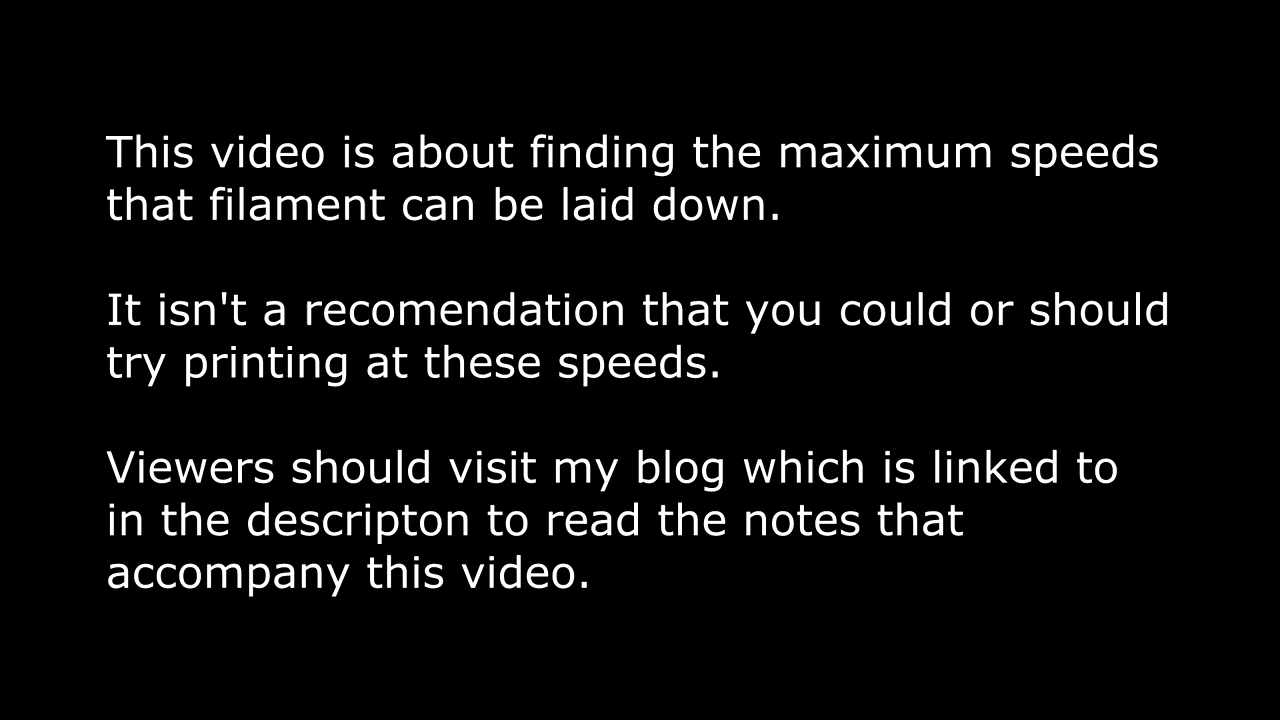 This video is about finding the maximum speeds
that filament can be laid down.
It isn't a recomendation that you could or should
try printing at these speeds.
Viewers should visit my blog which is linked to
in the descripton to read the notes that
accompany this video.